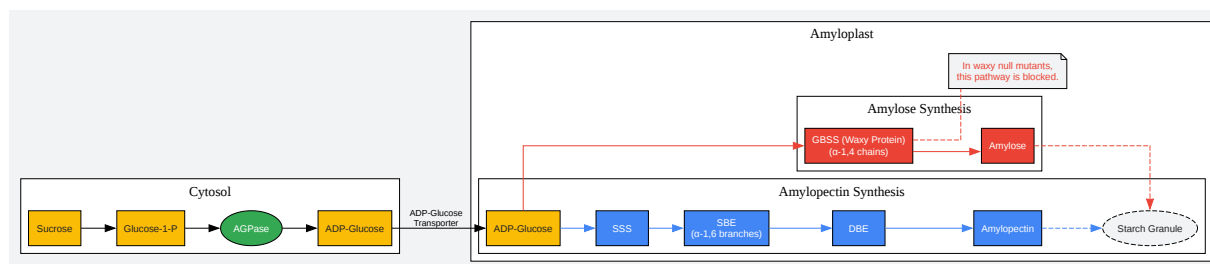 Amyloplast
In waxy null mutants,
this pathway is blocked.
Amylose Synthesis
GBSS (Waxy Protein)
(α-1,4 chains)
Amylose
Cytosol
Sucrose
Glucose-1-P
AGPase
ADP-Glucose
ADP-Glucose
Transporter
Amylopectin Synthesis
ADP-Glucose
SSS
SBE
(α-1,6 branches)
DBE
Amylopectin
Starch Granule